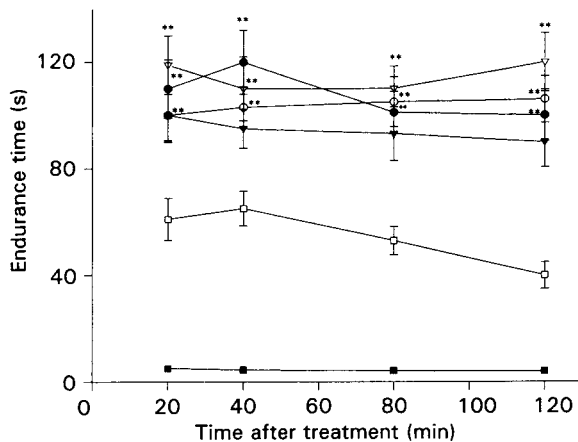 Endurance time (s)
120
80
40
0
** ** ** **
** ** ** **
** ** ** **
0 20 40 60 80 100 120
Time after treatment (min)